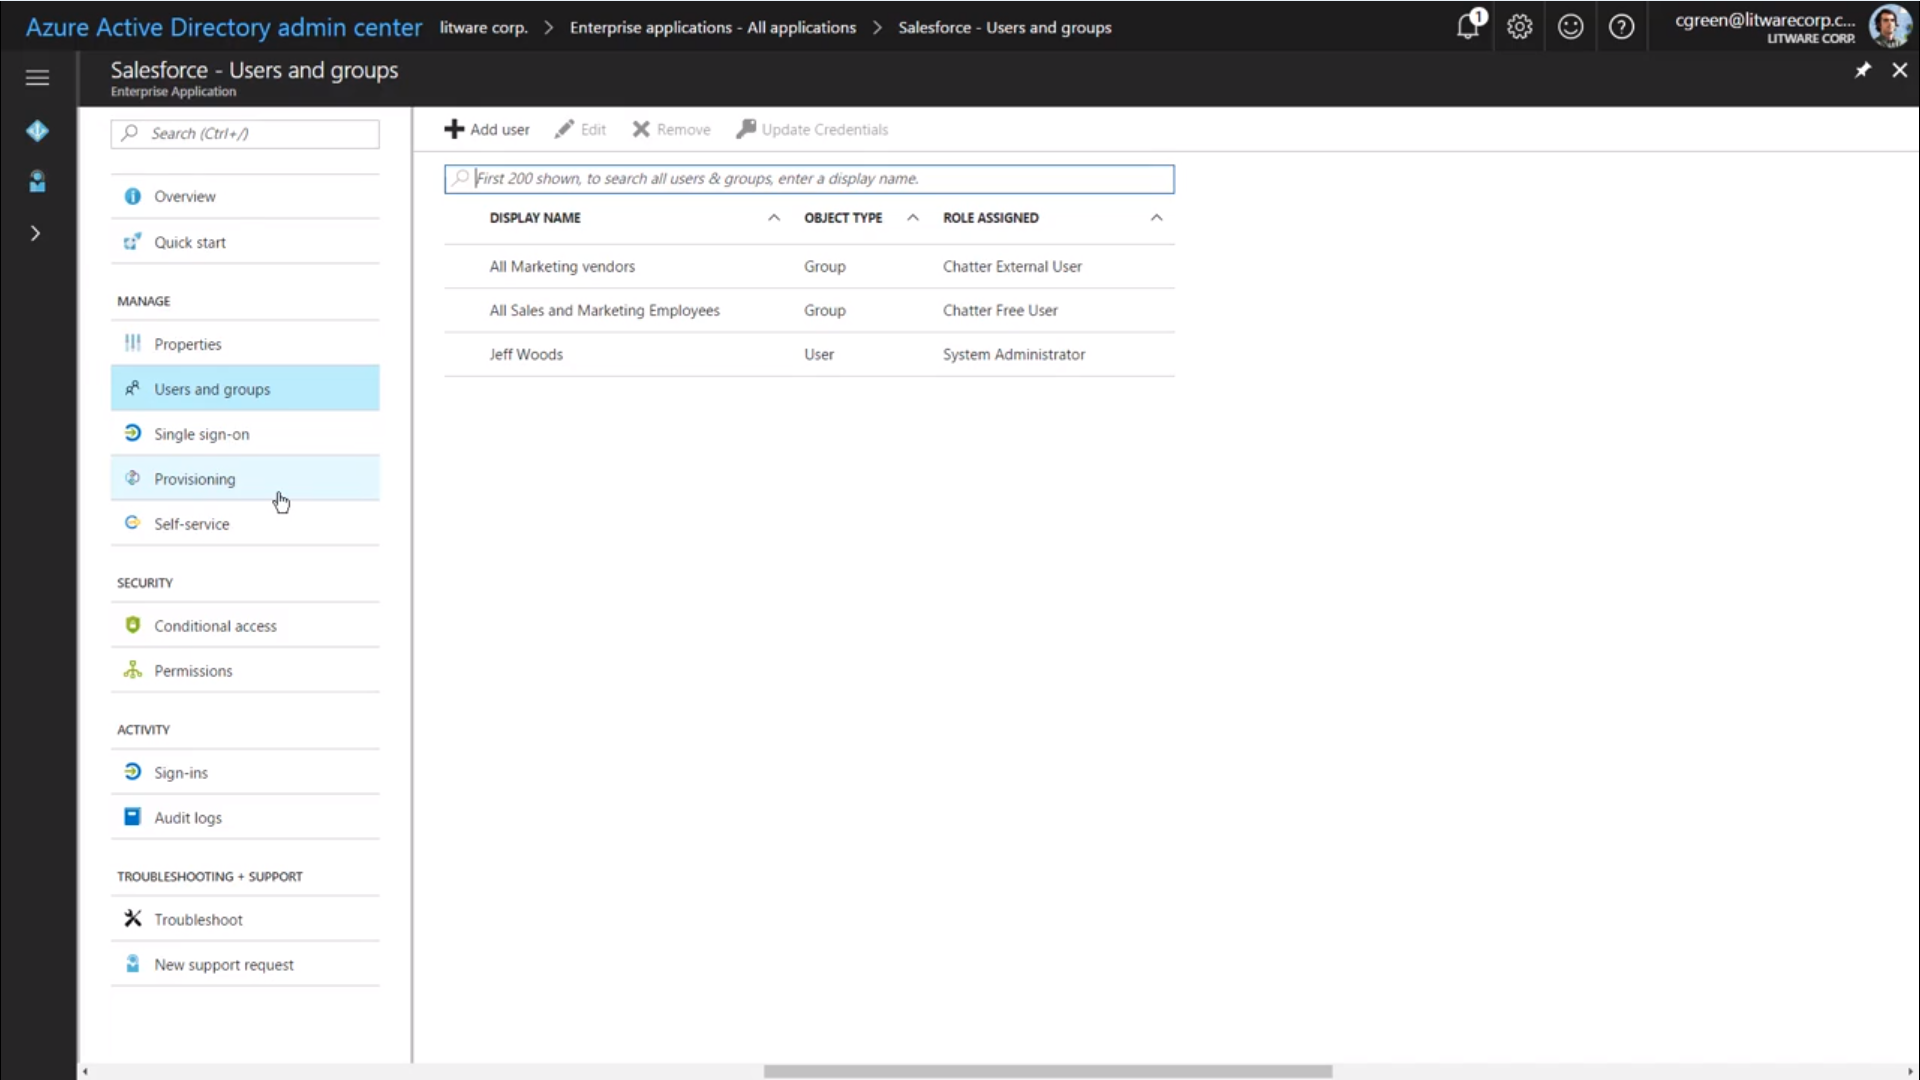 Azure Active Directory admin center
litware corp. > Enterprise applications - All applications > Salesforce - Users and groups
1
cgreen@litwarecorp.c...
LITWARE CORP.
Salesforce - Users and groups
Enterprise Application
Search (Ctrl+/)
Overview
Quick start
MANAGE
Properties
Users and groups
Single sign-on
Provisioning
Self-service
SECURITY
Conditional access
Permissions
ACTIVITY
Sign-ins
Audit logs
TROUBLESHOOTING + SUPPORT
Troubleshoot
New support request
Add user Edit Remove Update Credentials
First 200 shown, to search all users & groups, enter a display name.
DISPLAY NAME OBJECT TYPE ROLE ASSIGNED
All Marketing vendors Group Chatter External User
All Sales and Marketing Employees Group Chatter Free User
Jeff Woods User System Administrator